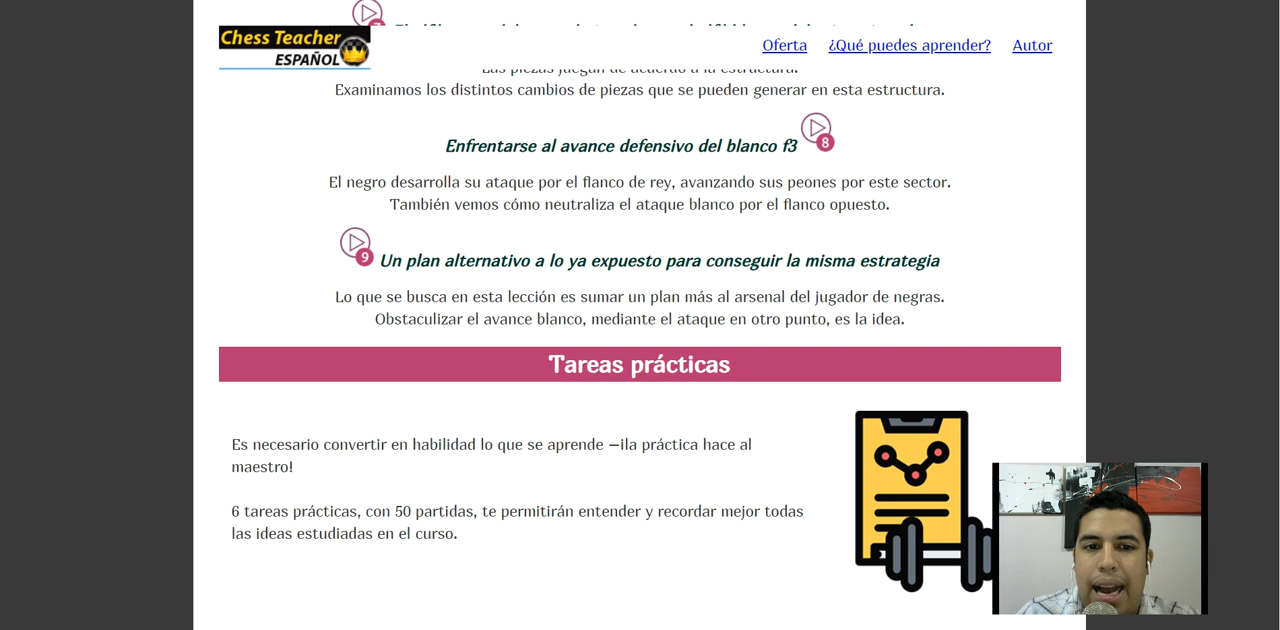 Chess Teacher
ESPAÑOL
Oferta ¿Qué puedes aprender? Autor
Las piezas juegan de acuerdo a la estructura.
Examinamos los distintos cambios de piezas que se pueden generar en esta estructura.
Enfrentarse al avance defensivo del blanco f3 8
El negro desarrolla su ataque por el flanco de rey, avanzando sus peones por este sector.
También vemos cómo neutraliza el ataque blanco por el flanco opuesto.
9 Un plan alternativo a lo ya expuesto para conseguir la misma estrategia
Lo que se busca en esta lección es sumar un plan más al arsenal del jugador de negras.
Obstaculizar el avance blanco, mediante el ataque en otro punto, es la idea.
Tareas prácticas
Es necesario convertir en habilidad lo que se aprende —¡la práctica hace al
maestro!
6 tareas prácticas, con 50 partidas, te permitirán entender y recordar mejor todas
las ideas estudiadas en el curso.